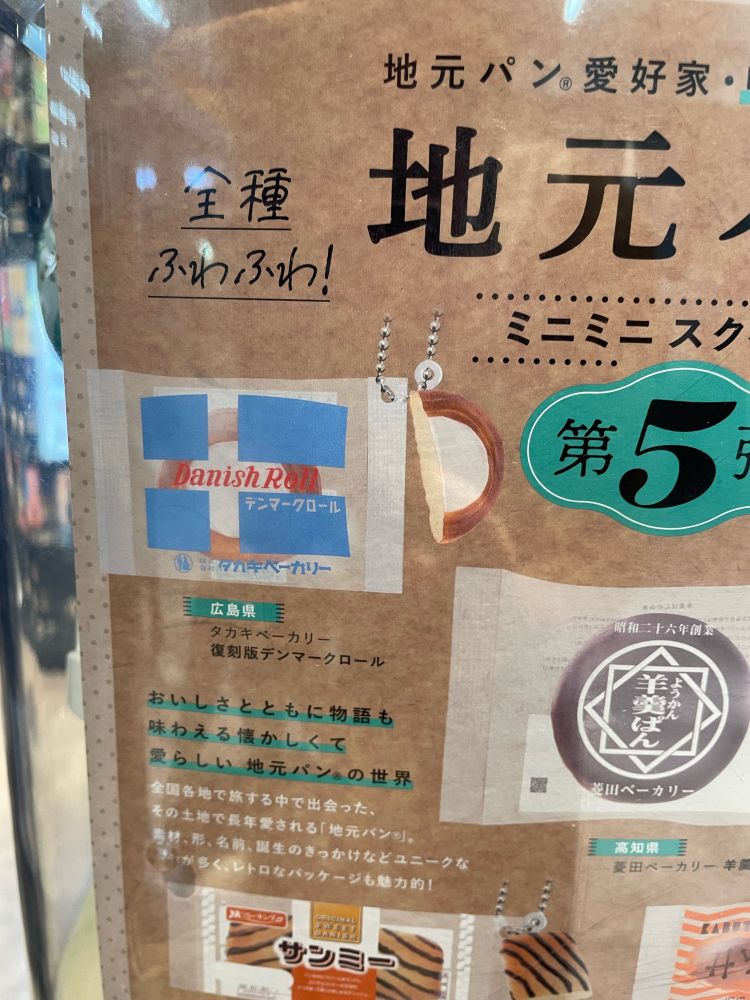 地元パン®愛好家・
全種
ふわふわ!
地元
ミニミニ スク
第5
Danish Roll
デンマークロール
タカキベーカリー
広島県
タカキベーカリー
復刻版デンマークロール
昭和二十六年創業
ようかん
羊羹ぱん
菱田ベーカリー
おいしさとともに物語も
味わえる懐かしくて
愛らしい 地元パン®の世界
全国各地で旅する中で出会った、
その土地で長年愛される「地元パン®」。
素材、形、名前、誕生のきっかけなどユニークな
が多く、レトロなパッケージも魅力的!
高知県
菱田ベーカリー 羊羹
ORIGINAL
SWEET
DANISH
サンミー
KARUT